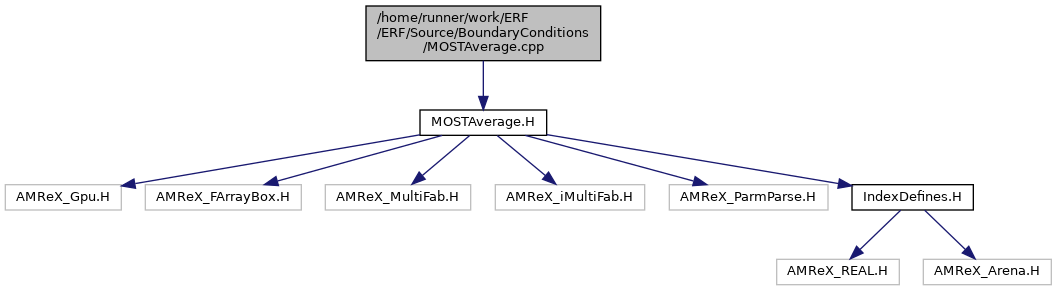 /home/runner/work/ERF
/ERF/Source/BoundaryConditions
/MOSTAverage.cpp
MOSTAverage.H
AMReX_Gpu.H
AMReX_FArrayBox.H
AMReX_MultiFab.H
AMReX_iMultiFab.H
AMReX_ParmParse.H
IndexDefines.H
AMReX_REAL.H
AMReX_Arena.H